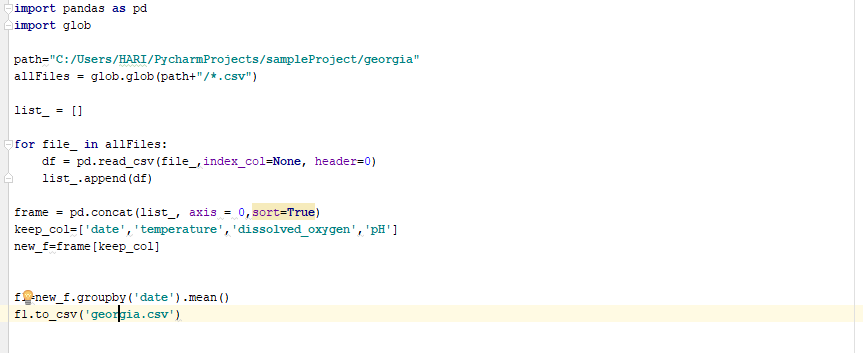 import pandas as pd
import glob
path="C:/Users/HARI/PycharmProjects/sampleProject/georgia"
allFiles = glob.glob(path+"/*.csv")
list_ = []
for file_ in allFiles:
    df = pd.read_csv(file_,index_col=None, header=0)
    list_.append(df)
frame = pd.concat(list_, axis = 0,sort=True)
keep_col=['date','temperature','dissolved_oxygen','pH']
new_f=frame[keep_col]
f1=new_f.groupby('date').mean()
f1.to_csv('georgia.csv')